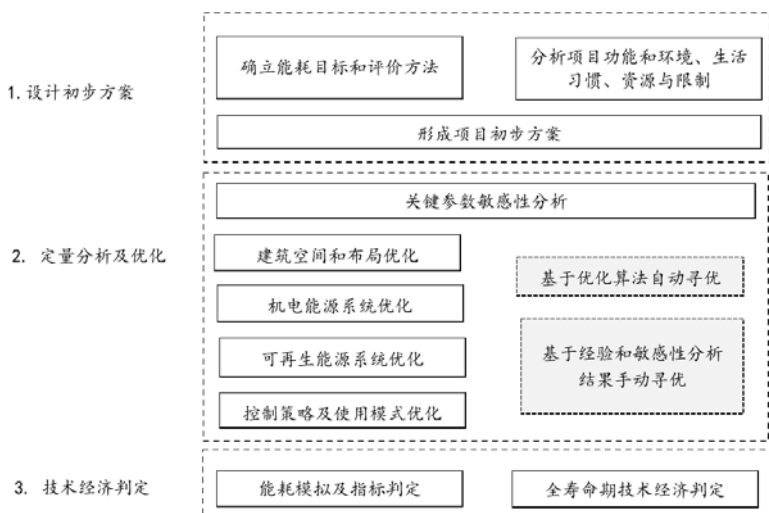 1.设计初步方案
确立能耗目标和评价方法
分析项目功能和环境、生活
习惯、资源与限制
形成项目初步方案
2. 定量分析及优化
关键参数敏感性分析
建筑空间和布局优化
机电能源系统优化
可再生能源系统优化
控制策略及使用模式优化
基于优化算法自动寻优
基于经验和敏感性分析
结果手动寻优
3. 技术经济判定
能耗模拟及指标判定
全寿命期技术经济判定